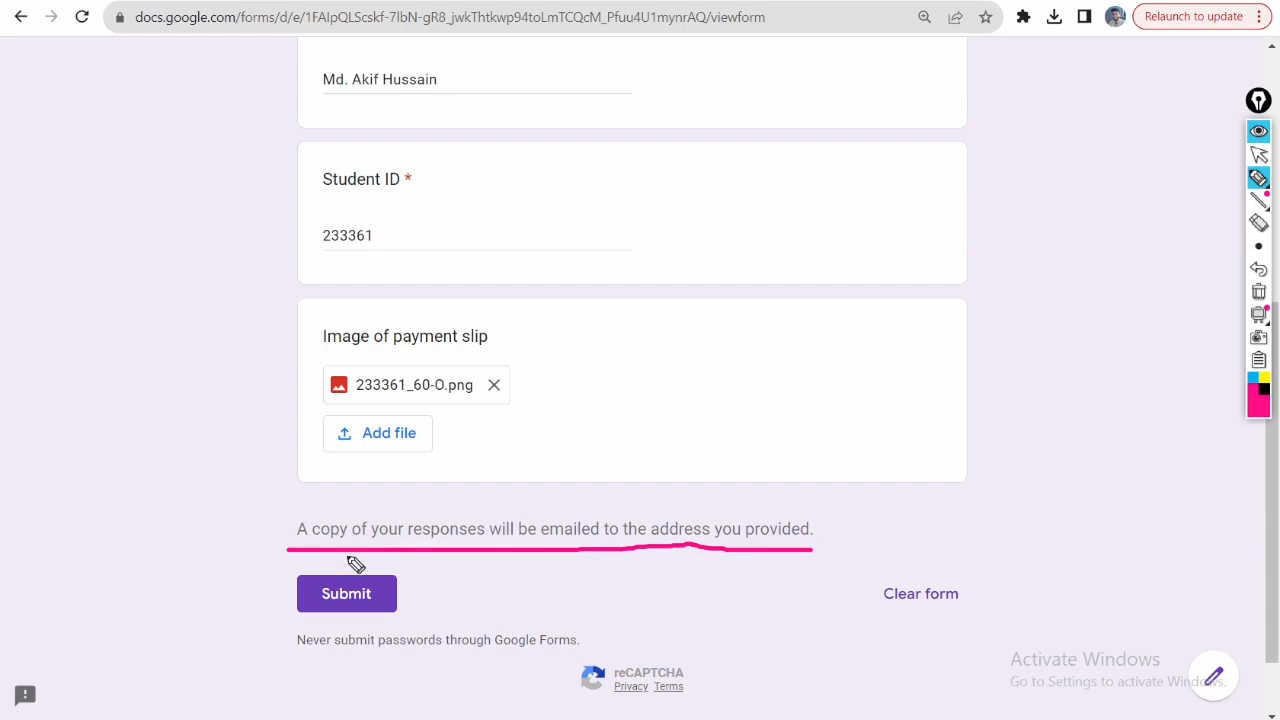 docs.google.com/forms/d/e/1FAIpQLScskf-7lbN-gR8_jwkThtkwp94toLmTCQcM_Pfuu4U1mynrAQ/viewform
Relaunch to update
Md. Akif Hussain
Student ID *
233361
Image of payment slip
233361_60-O.png
Add file
A copy of your responses will be emailed to the address you provided.
Submit
Clear form
Never submit passwords through Google Forms.
reCAPTCHA
Privacy Terms
Activate Windows
Go to Settings to activate Windows.